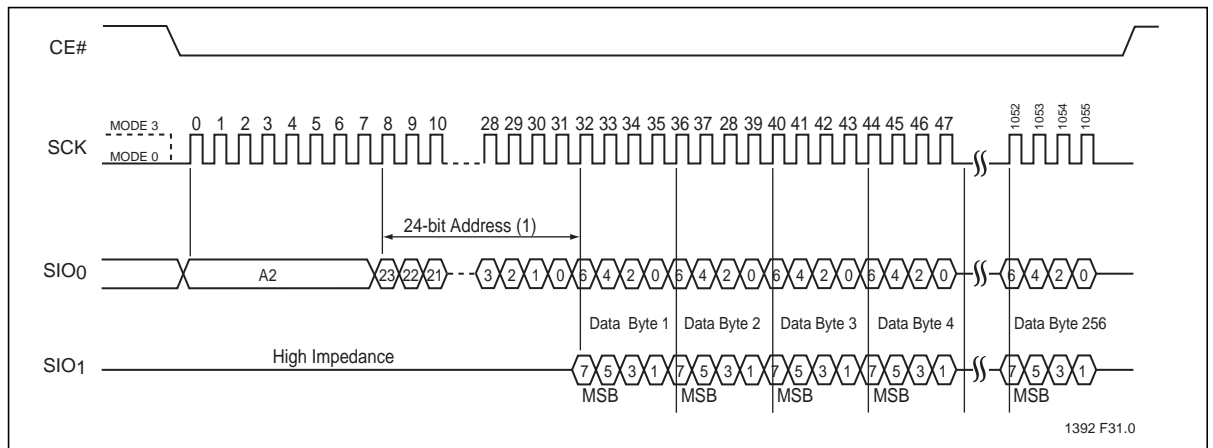 CE#
MODE 3
MODE 0
SCK
0 1 2 3 4 5 6 7 8 9 10 28 29 30 31 32 33 34 35 36 37 28 39 40 41 42 43 44 45 46 47 1052 1053 1054 1055
24-bit Address (1)
SIO0 A2 23 22 21 3 2 1 0 6 4 2 0 6 4 2 0 6 4 2 0 6 4 2 0 6 4 2 0
Data Byte 1 Data Byte 2 Data Byte 3 Data Byte 4 Data Byte 256
High Impedance
SIO1 7 5 3 1 7 5 3 1 7 5 3 1 7 5 3 1 7 5 3 1
MSB MSB MSB MSB MSB
1392 F31.0